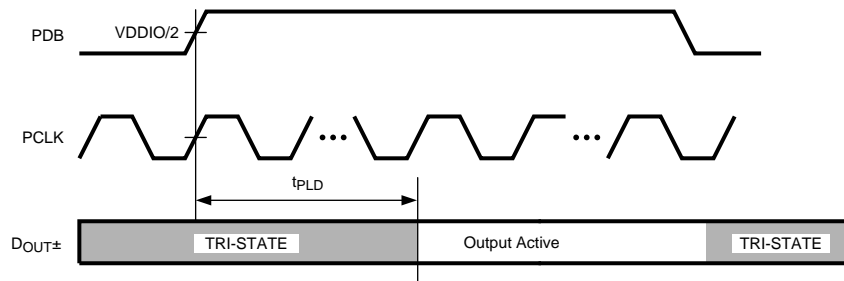 PDB
VDDIO/2
PCLK
•••
•••
tPLD
DOUT±
TRI-STATE
Output Active
TRI-STATE